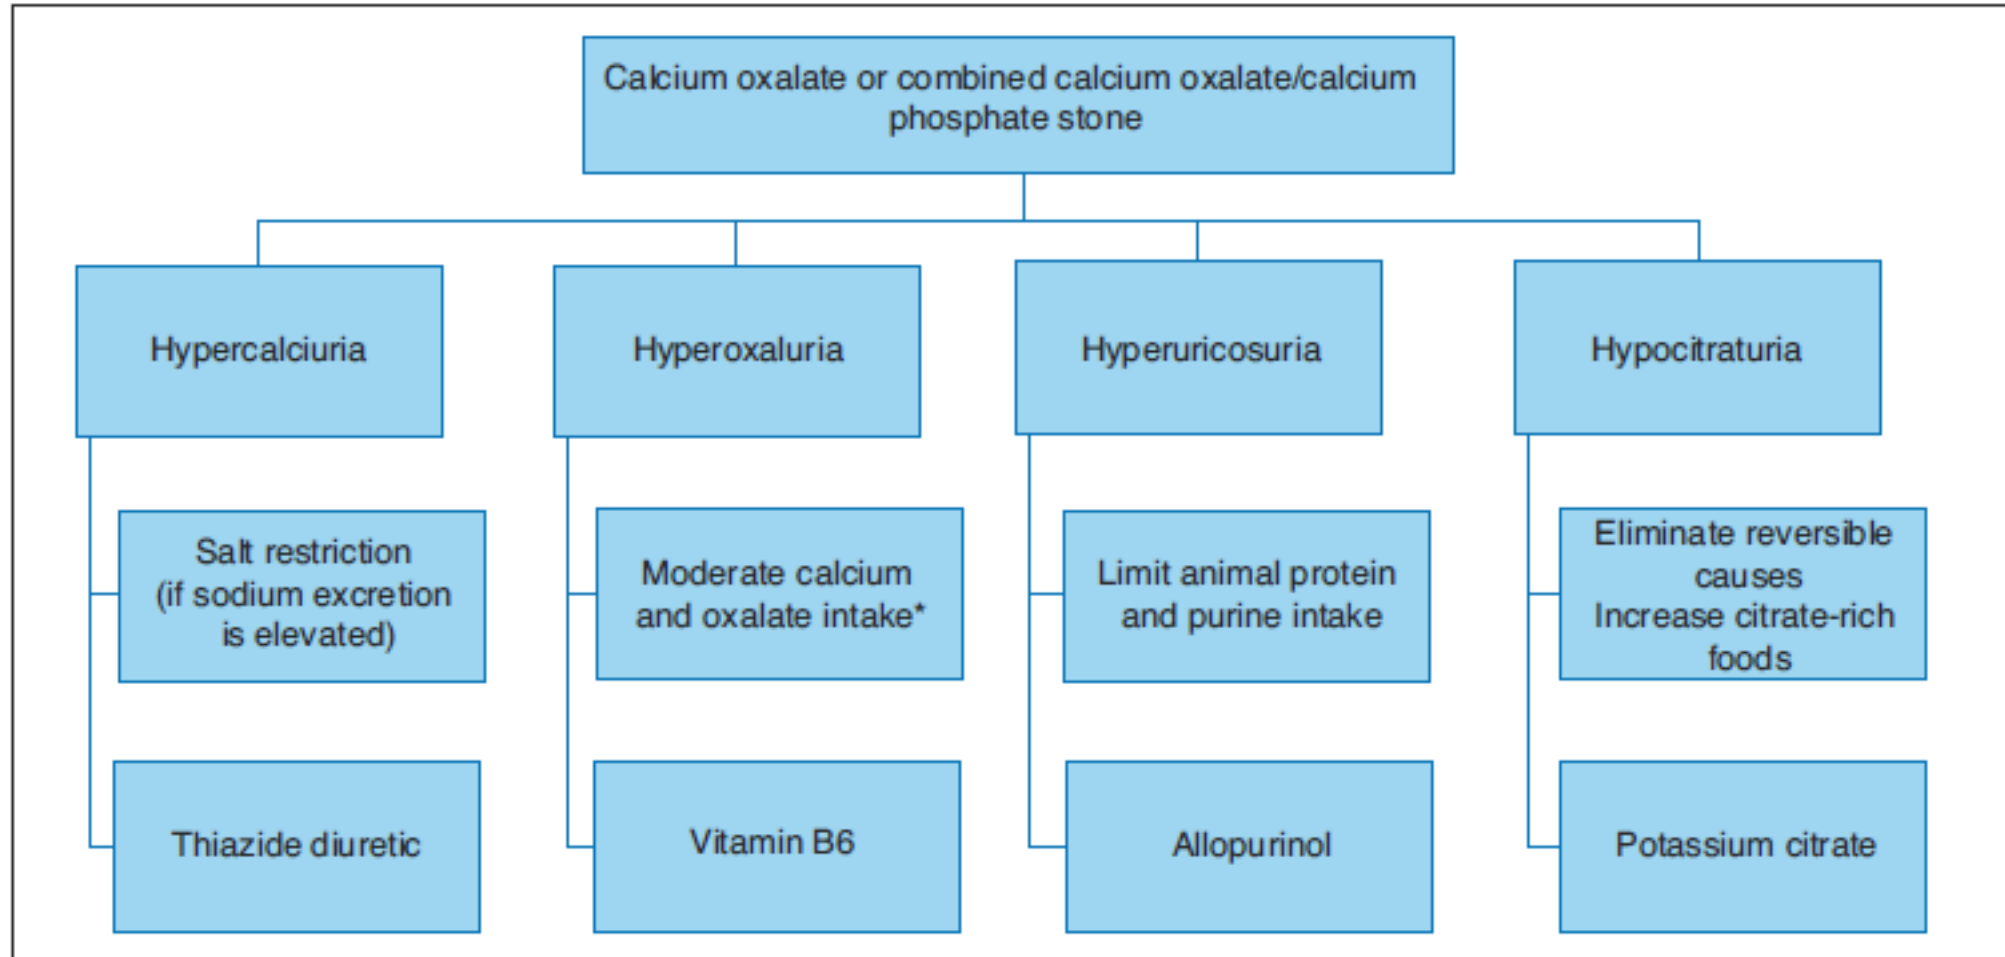 Calcium oxalate or combined calcium oxalate/calcium
phosphate stone
Hypercalciuria
Hyperoxaluria
Hyperuricosuria
Hypocitraturia
Salt restriction
(if sodium excretion
is elevated)
Moderate calcium
and oxalate intake*
Limit animal protein
and purine intake
Eliminate reversible
causes
Increase citrate-rich
foods
Thiazide diuretic
Vitamin B6
Allopurinol
Potassium citrate